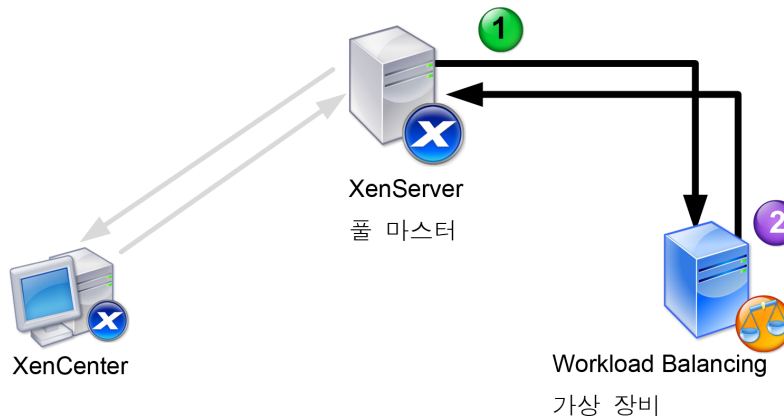 1
XenServer
풀 마스터
2
XenCenter
Workload Balancing
가상 장비